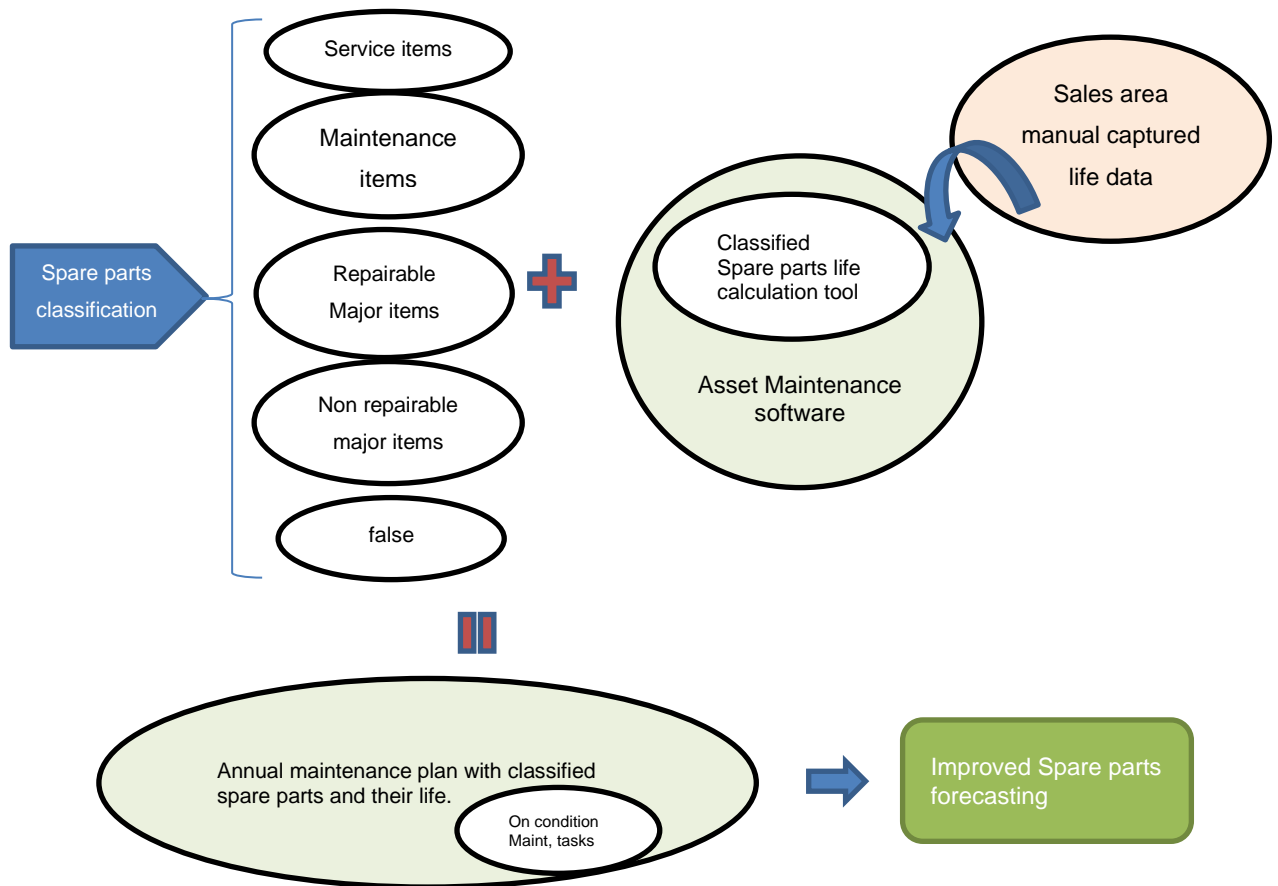 Service items
Maintenance
items
Spare parts
classification
Repairable
Major items
Non repairable
major items
false
Sales area
manual captured
life data
Classified
Spare parts life
calculation tool
Asset Maintenance
software
Annual maintenance plan with classified
spare parts and their life.
On condition
Maint, tasks
Improved Spare parts
forecasting